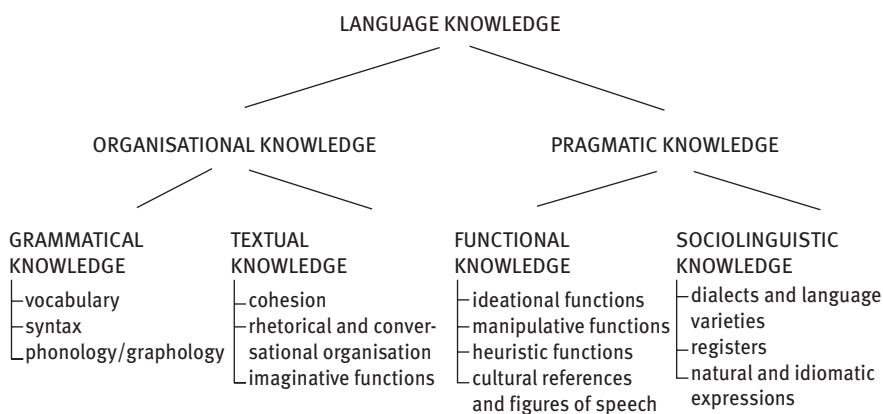 LANGUAGE KNOWLEDGE
ORGANISATIONAL KNOWLEDGE
PRAGMATIC KNOWLEDGE
GRAMMATICAL
KNOWLEDGE
vocabulary
syntax
phonology/graphology
TEXTUAL
KNOWLEDGE
cohesion
rhetorical and conver-
sational organisation
imaginative functions
FUNCTIONAL
KNOWLEDGE
ideational functions
manipulative functions
heuristic functions
cultural references
and figures of speech
SOCIOLINGUISTIC
KNOWLEDGE
dialects and language
varieties
registers
natural and idiomatic
expressions